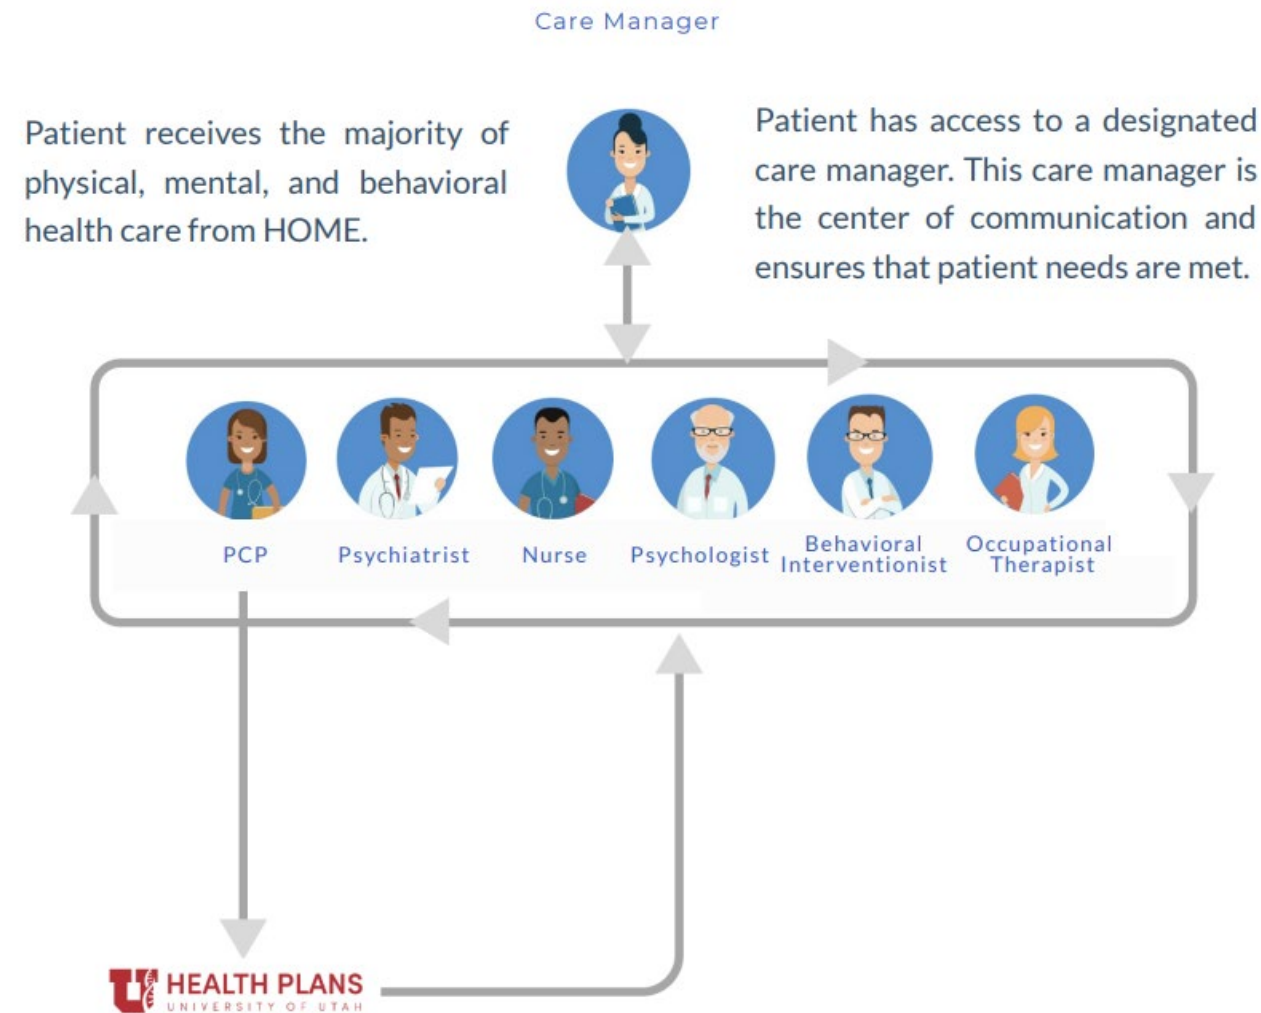 Care Manager
Patient receives the majority of
physical, mental, and behavioral
health care from HOME.
Patient has access to a designated
care manager. This care manager is
the center of communication and
ensures that patient needs are met.
PCP
Psychiatrist
Nurse
Psychologist
Behavioral
Interventionist
Occupational
Therapist
U HEALTH PLANS
UNIVERSITY OF UTAH